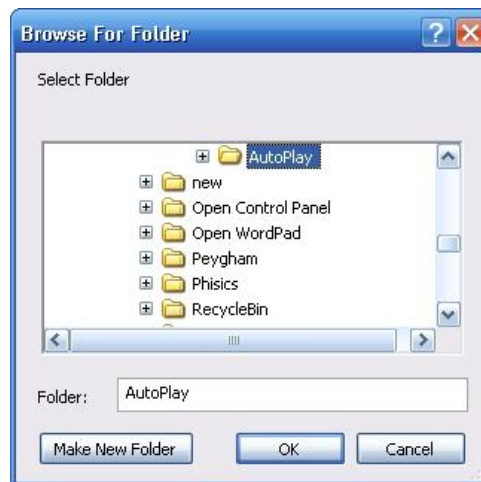 Browse For Folder
Select Folder
AutoPlay
new
Open Control Panel
Open WordPad
Peygham
Phisics
RecycleBin
Folder: AutoPlay
Make New Folder OK Cancel